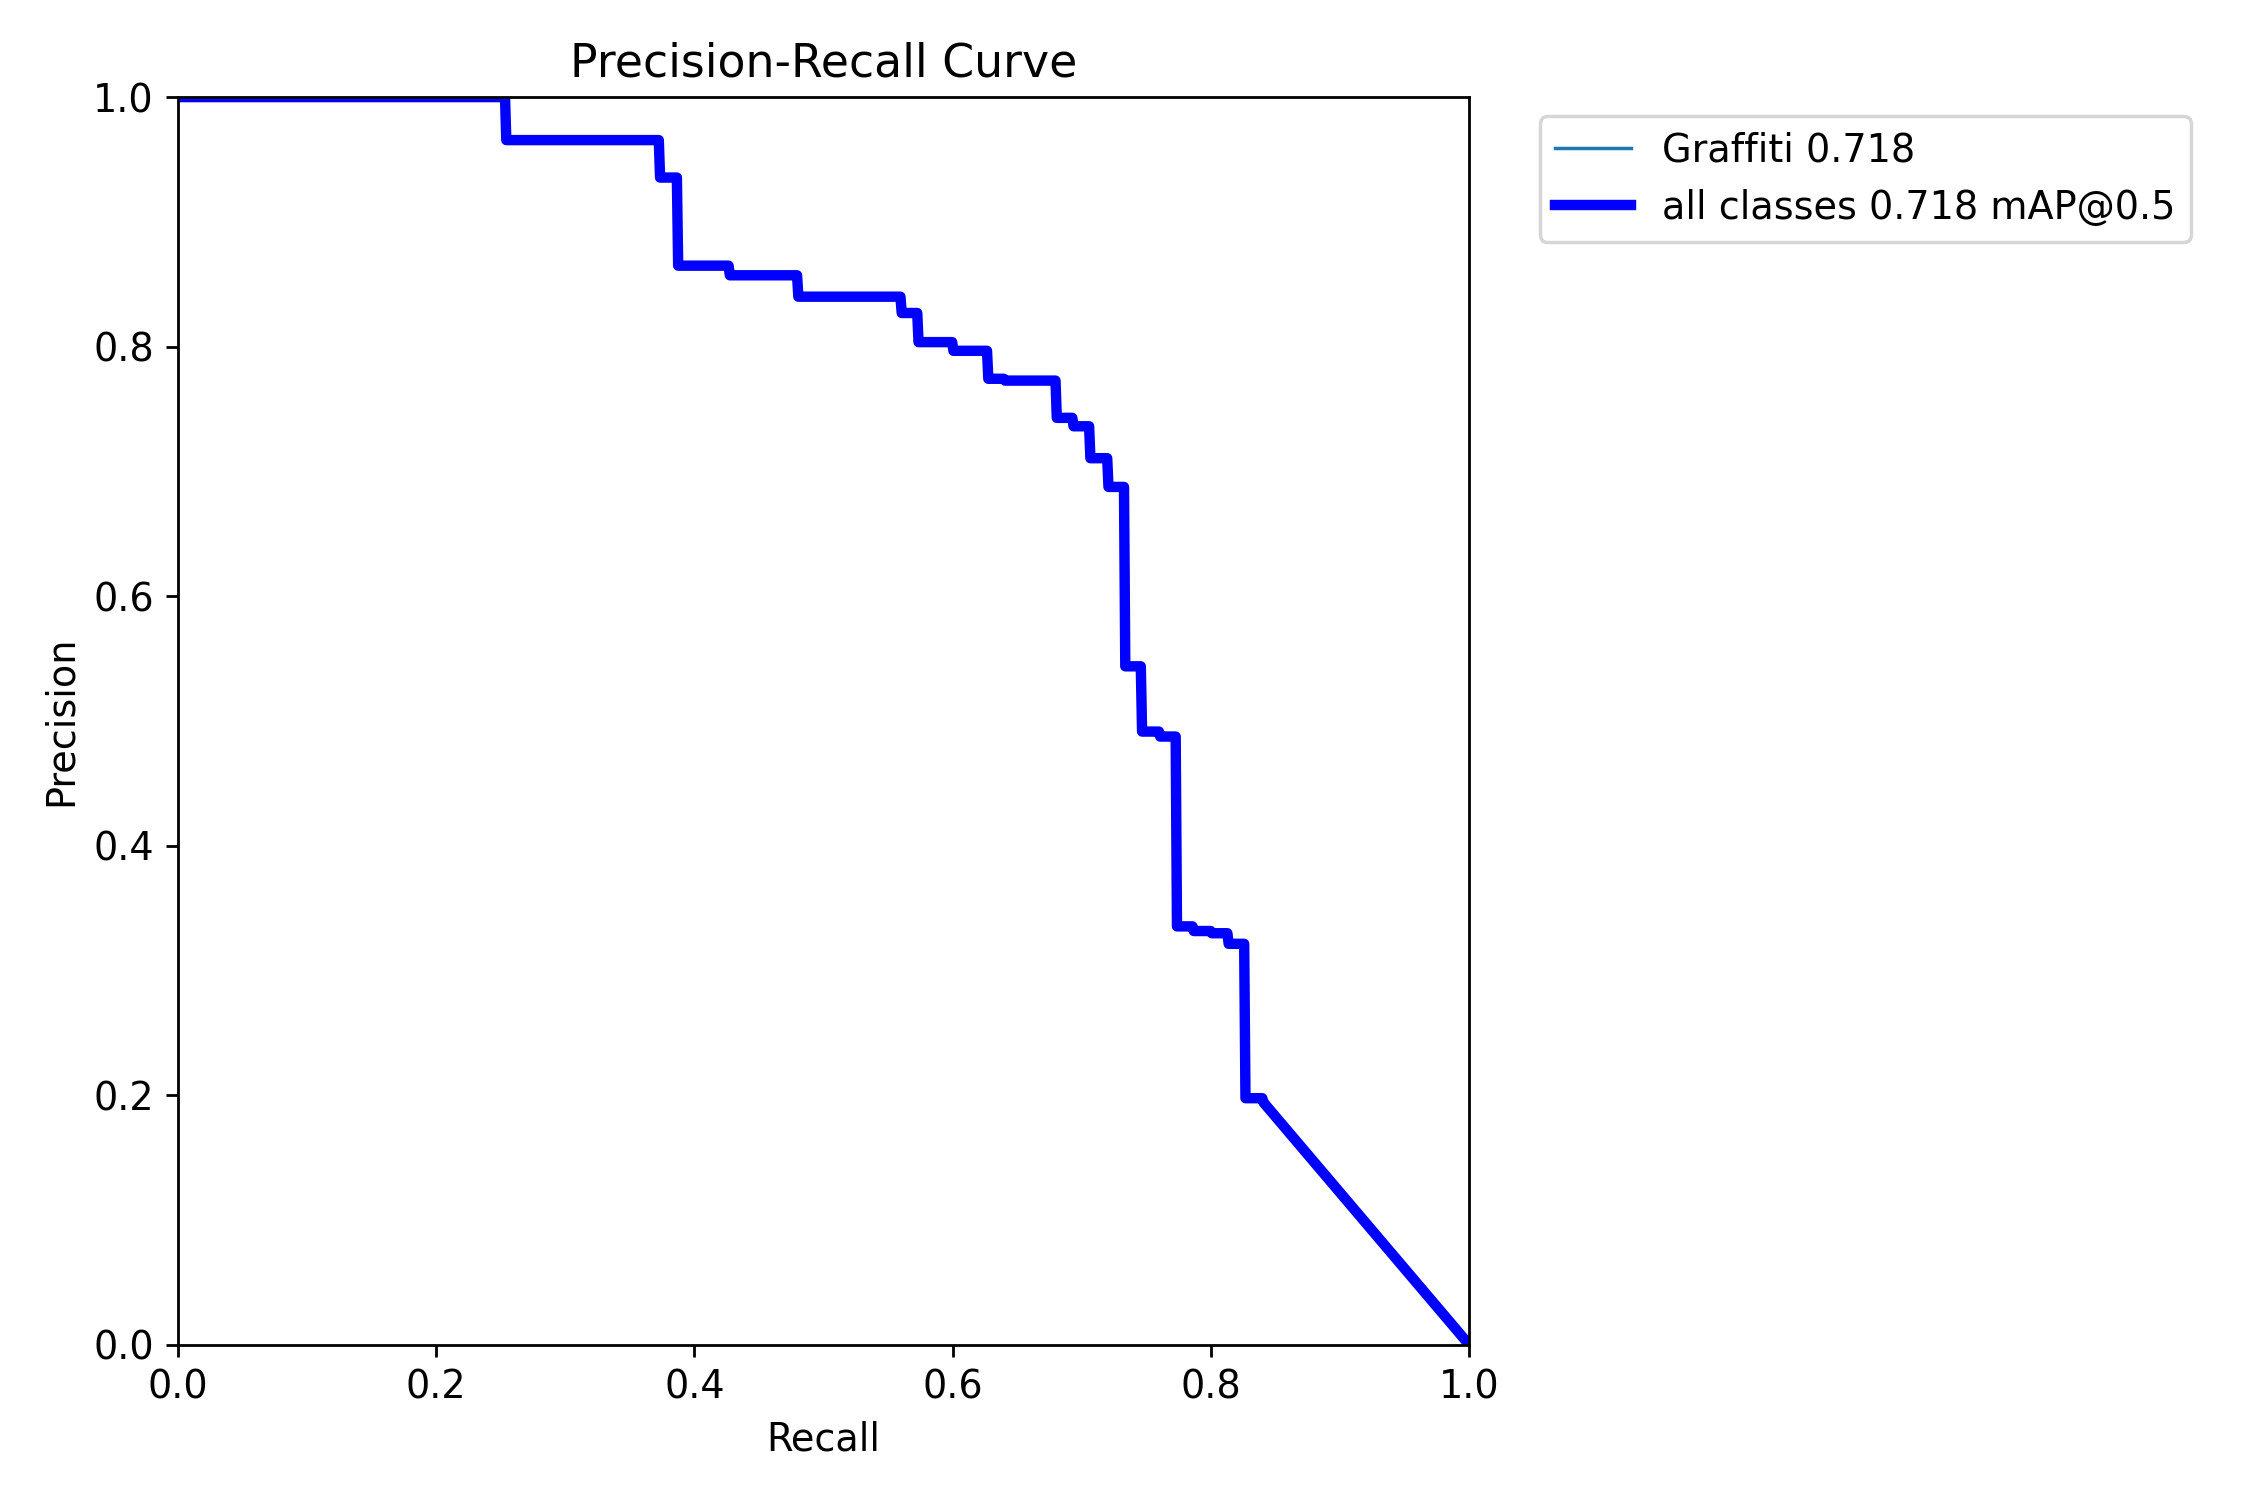 Precision-Recall Curve
1.0
0.8
0.6
0.4
0.2
0.0
Precision
0.0 0.2 0.4 0.6 0.8 1.0
Recall
Graffiti 0.718
all classes 0.718 mAP@0.5